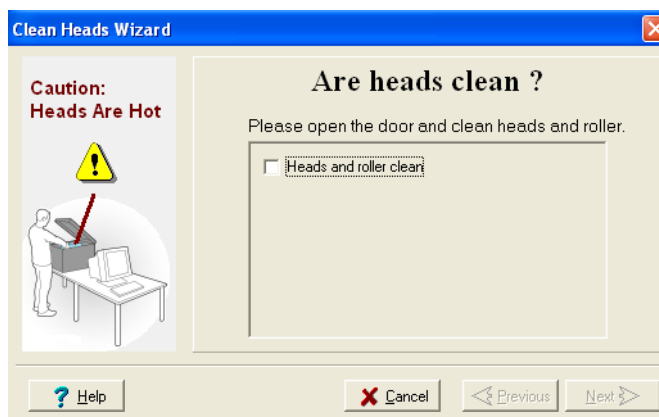 Clean Heads Wizard
Caution:
Heads Are Hot
Are heads clean ?
Please open the door and clean heads and roller.
Heads and roller clean
Help
Cancel
Previous
Next